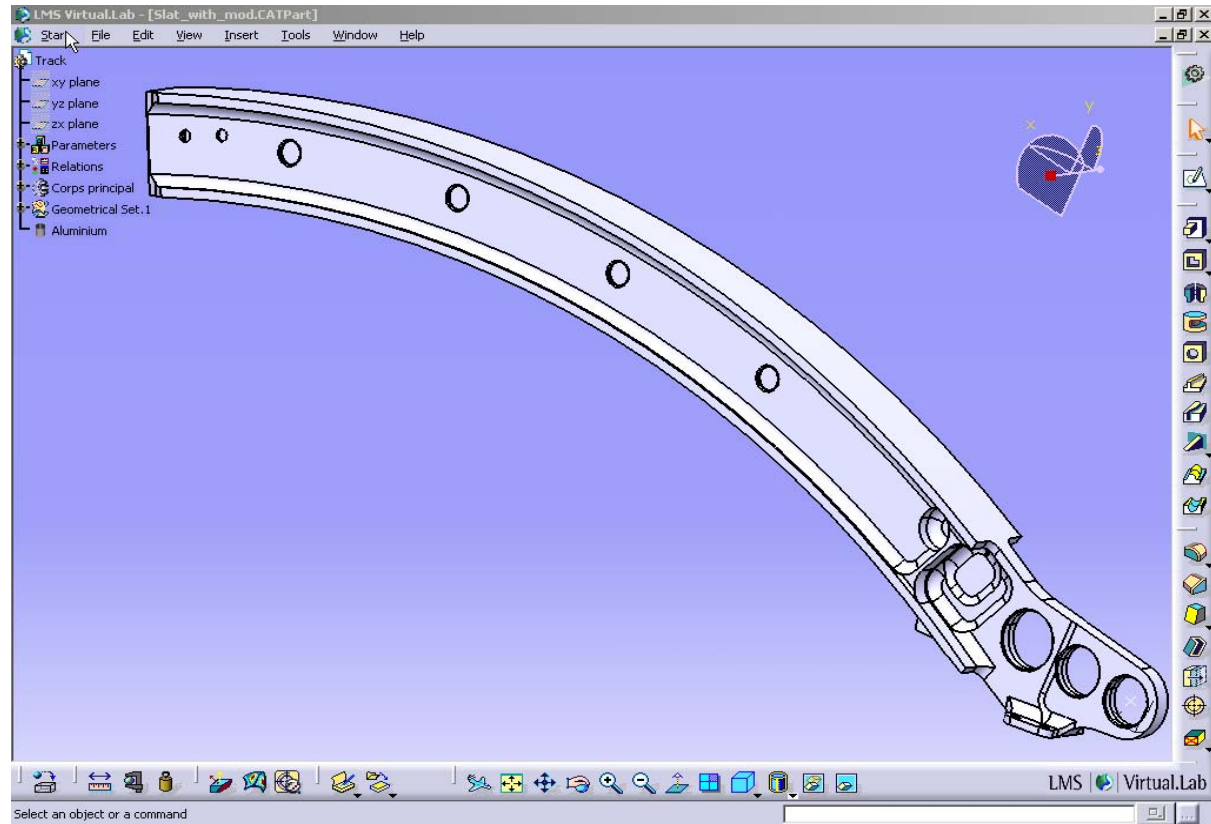 LMS Virtual.Lab - [Slat_with_mod.CATPart]
Start File Edit View Insert Tools Window Help
Track
xy plane
yz plane
zx plane
Parameters
Relations
Corps principal
Geometrical Set.1
Aluminium
y
x
z
LMS Virtual.Lab
Select an object or a command